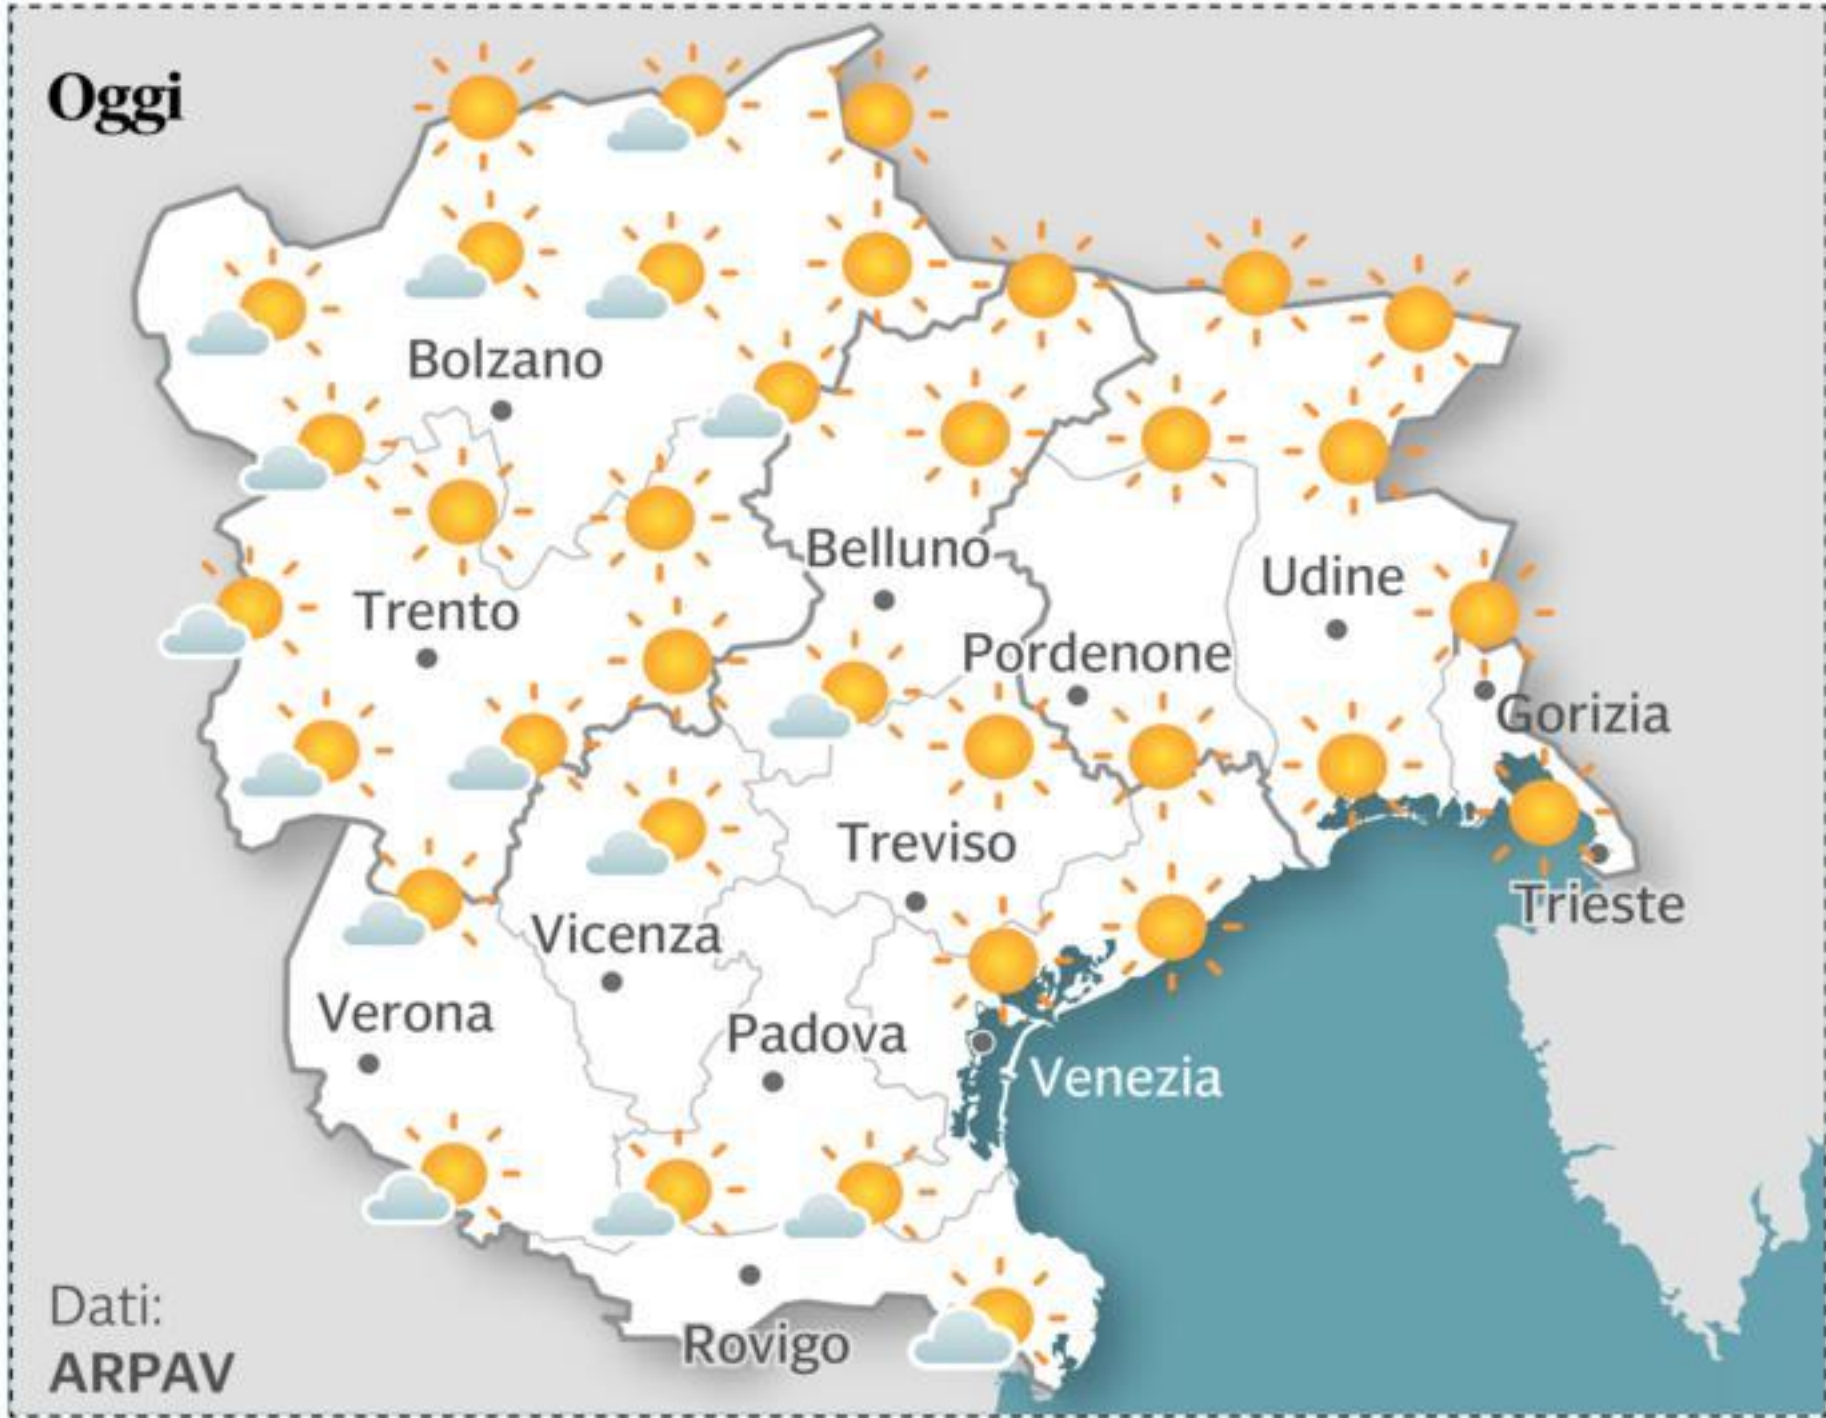 Oggi
Bolzano
Belluno
Udine
Trento
Pordenone
Gorizia
Treviso
Trieste
Vicenza
Verona
Padova
Venezia
Rovigo
Dati:
ARPAV